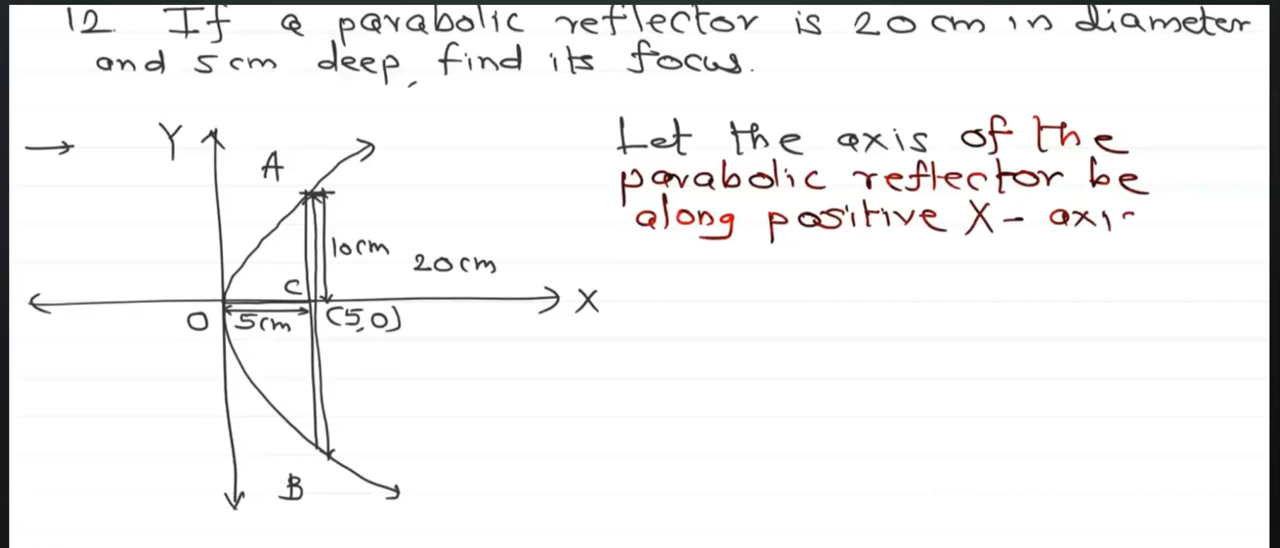 12. If a parabolic reflector is 20 cm in diameter
and 5 cm deep, find its focus.
Let the axis of the
parabolic reflector be
along positive X- axi
Y
A
10cm
20cm
C
X
O
5cm
(5,0)
B